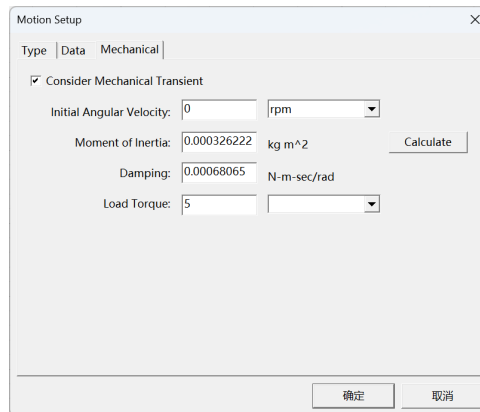 Motion Setup
Type Data Mechanical
Consider Mechanical Transient
Initial Angular Velocity: 0 rpm
Moment of Inertia: 0.000326222 kg m^2 Calculate
Damping: 0.00068065 N-m-sec/rad
Load Torque: 5
确定 取消